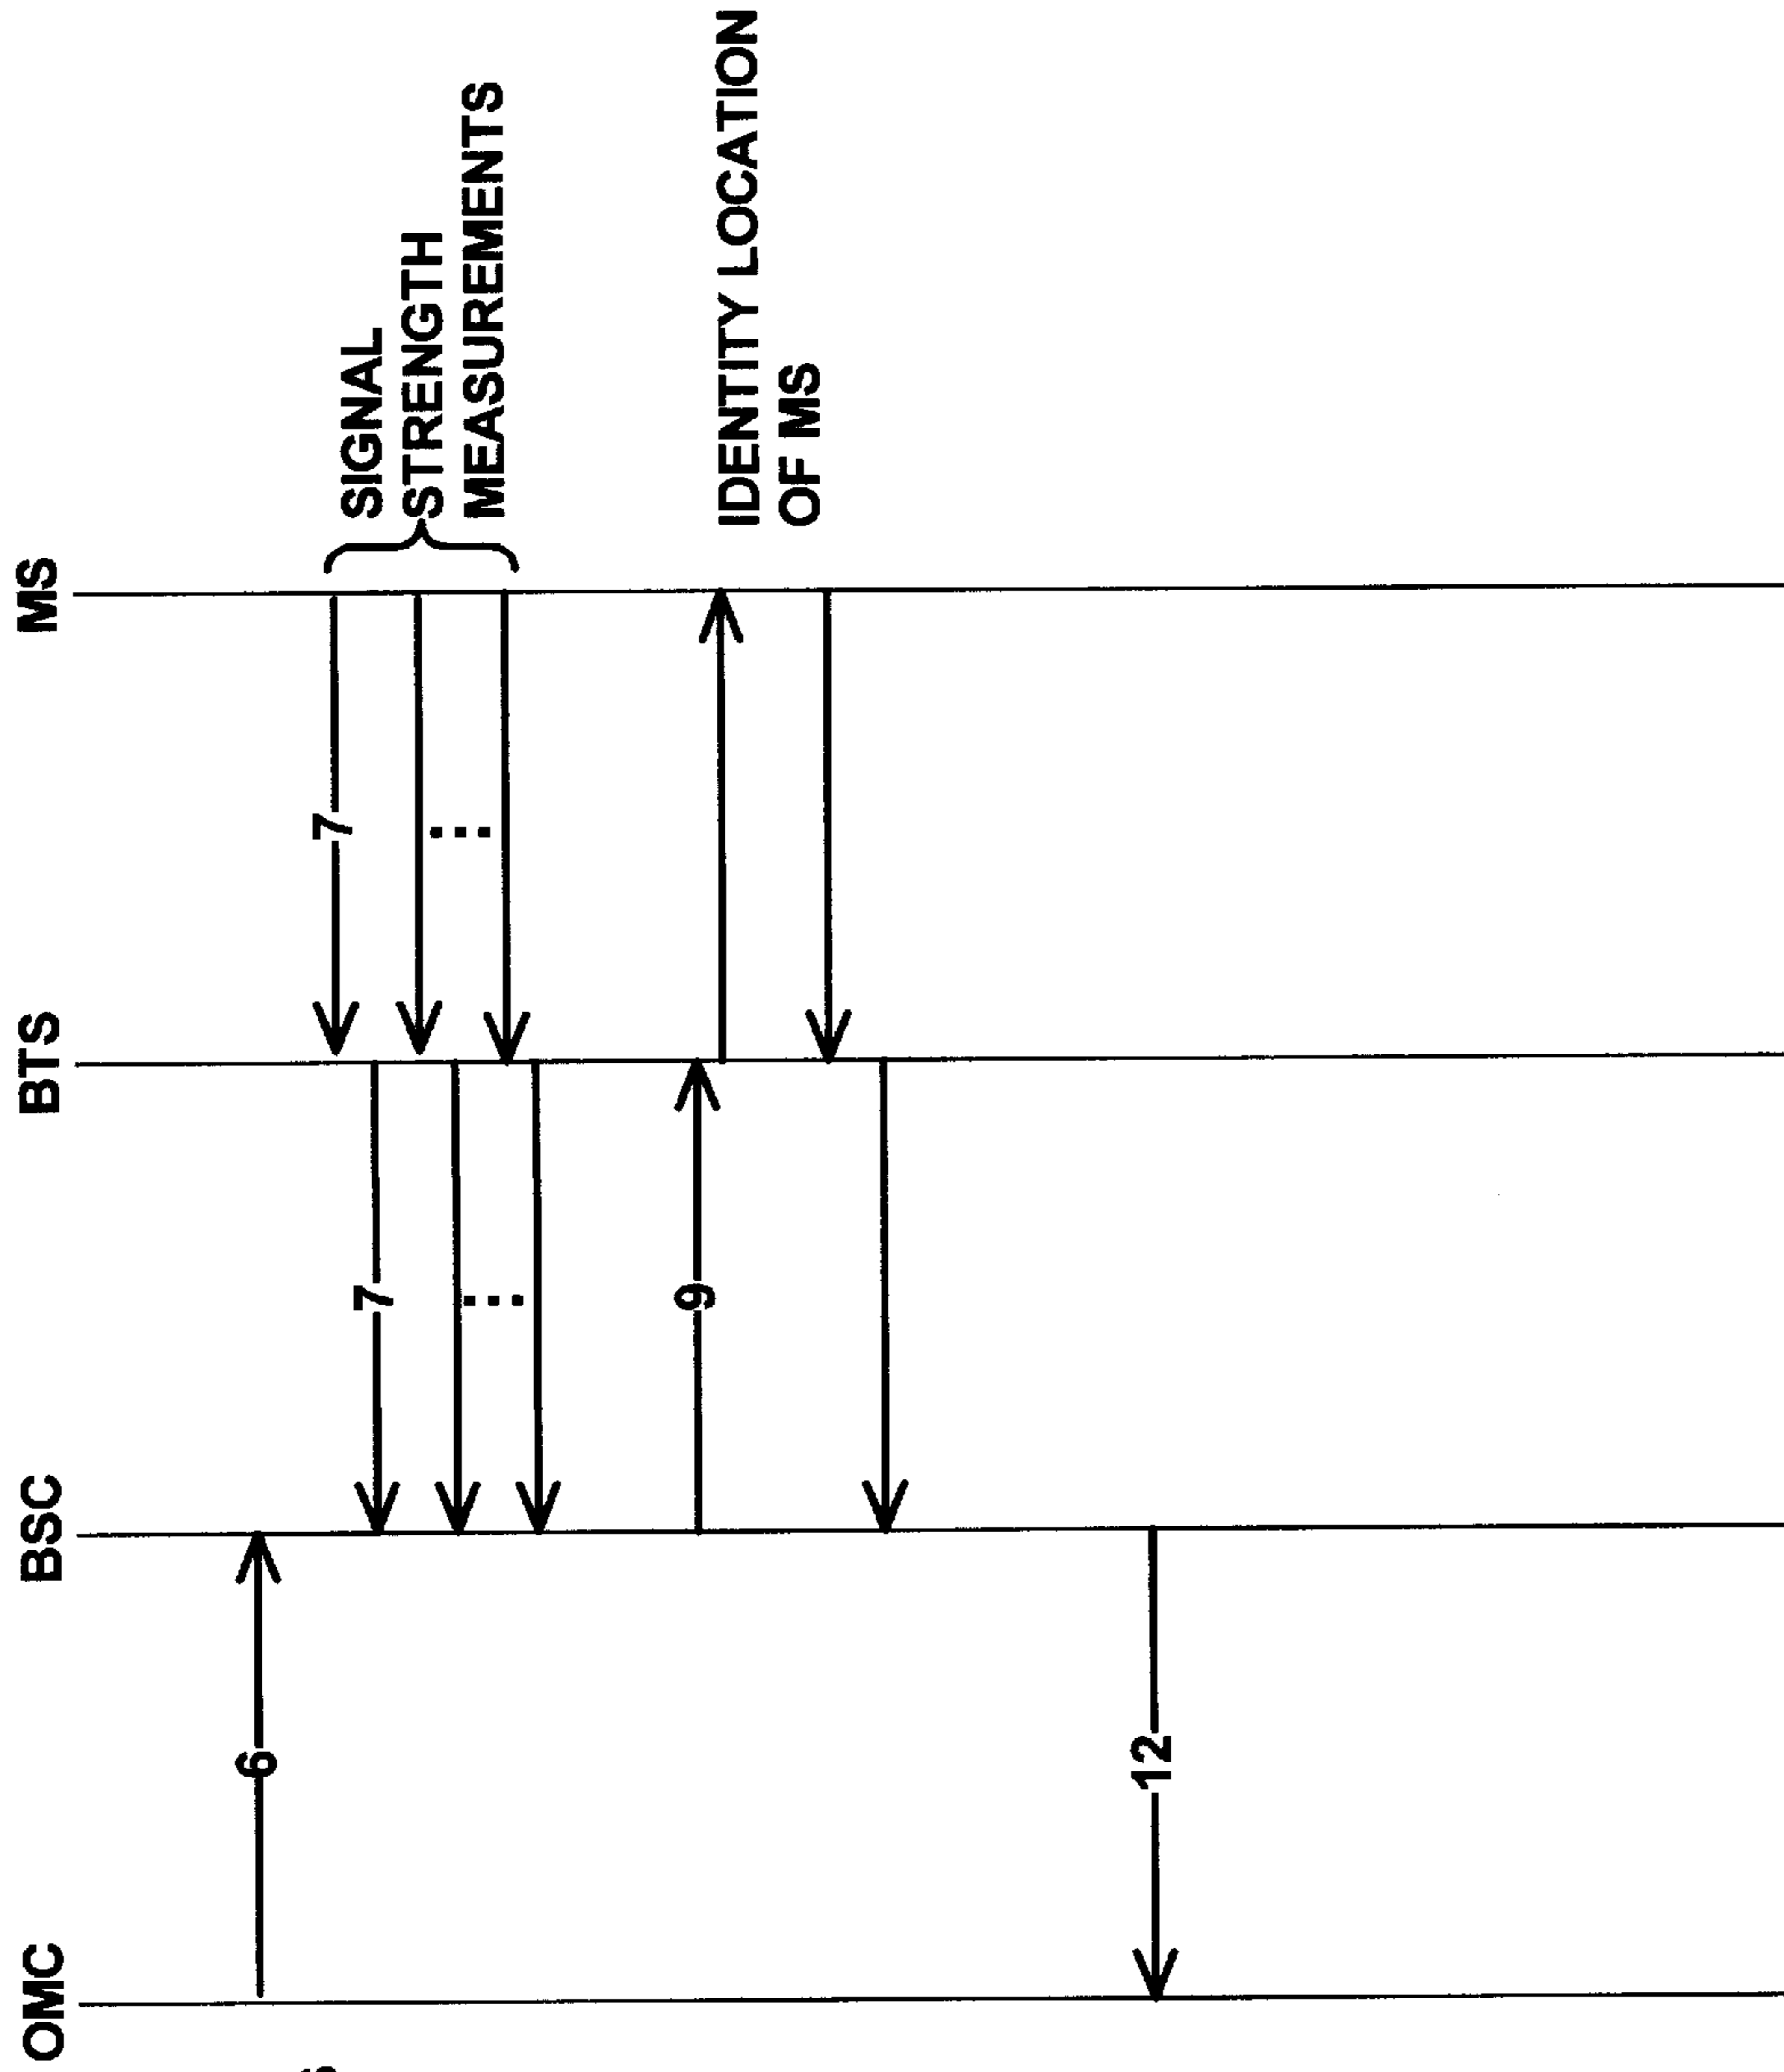 OMC BSC BTS MS
6
7
SIGNAL
7
STRENGTH
MEASUREMENTS
9
IDENTITY LOCATION
OF MS
12